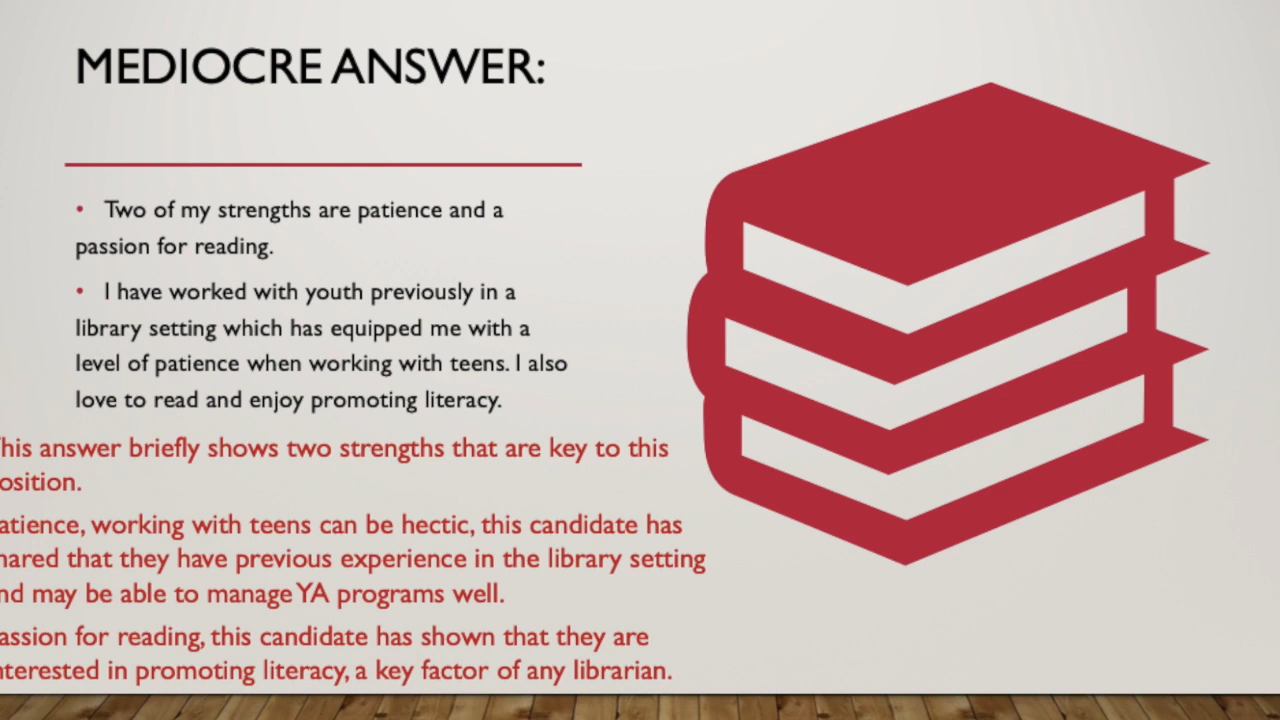 MEDIOCRE ANSWER:
• Two of my strengths are patience and a
passion for reading.
• I have worked with youth previously in a
library setting which has equipped me with a
level of patience when working with teens. I also
love to read and enjoy promoting literacy.
his answer briefly shows two strengths that are key to this
osition.
atience, working with teens can be hectic, this candidate has
hared that they have previous experience in the library setting
nd may be able to manage YA programs well.
assion for reading, this candidate has shown that they are
nterested in promoting literacy, a key factor of any librarian.